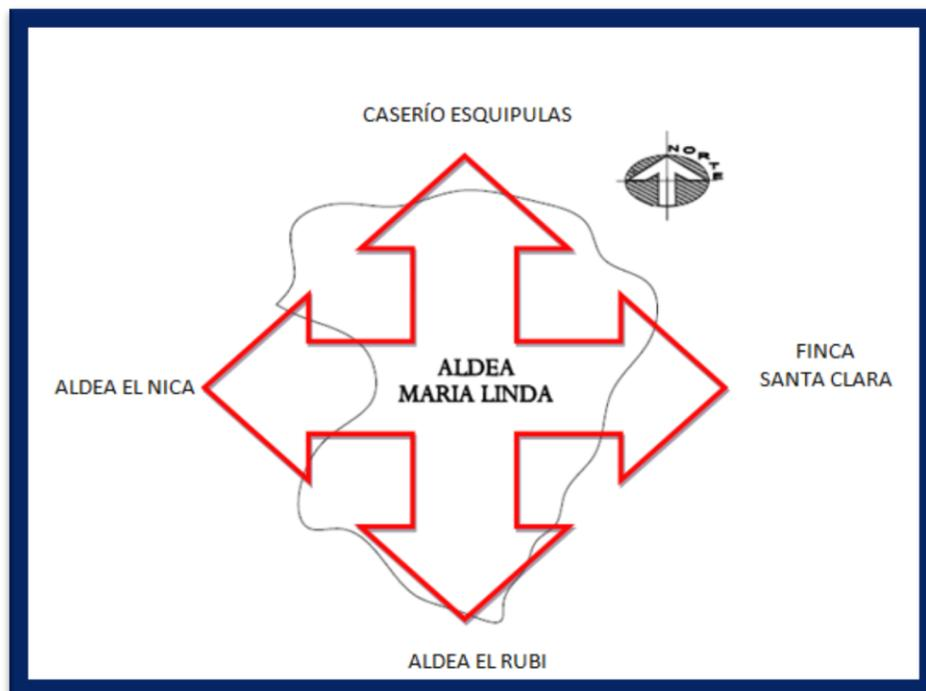 CASERÍO ESQUIPULAS
NORTE
ALDEA
MARIA LINDA
FINCA
SANTA CLARA
ALDEA EL NICA
ALDEA EL RUBI